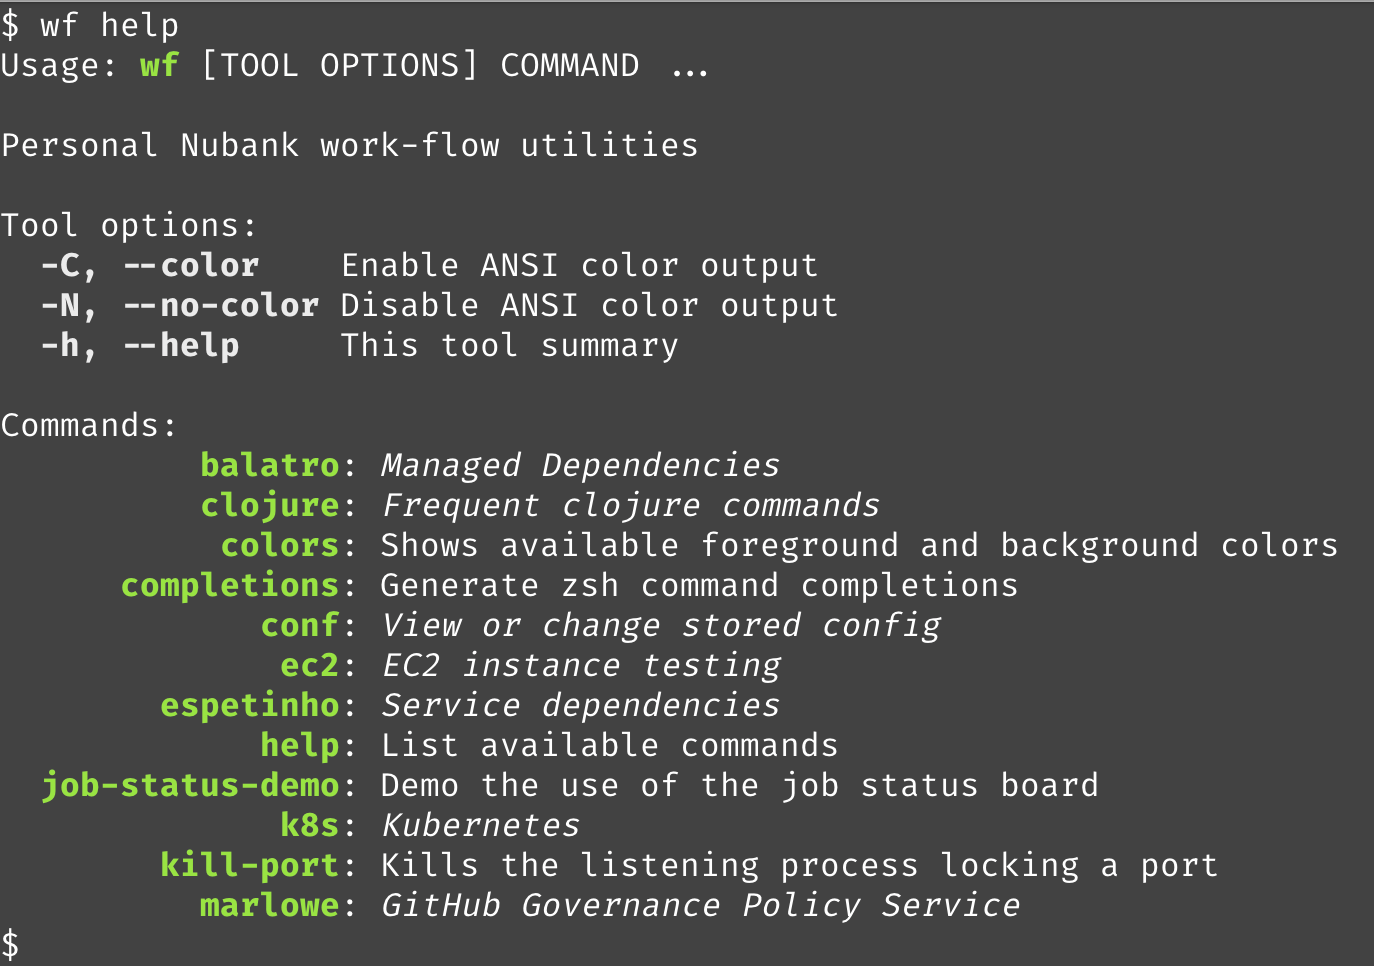 $ wf help
Usage: wf [TOOL OPTIONS] COMMAND ...
Personal Nubank work-flow utilities
Tool options:
-C, --color Enable ANSI color output
-N, --no-color Disable ANSI color output
-h, --help This tool summary
Commands:
balatro: Managed Dependencies
clojure: Frequent clojure commands
colors: Shows available foreground and background colors
completions: Generate zsh command completions
conf: View or change stored config
ec2: EC2 instance testing
espetinho: Service dependencies
help: List available commands
job-status-demo: Demo the use of the job status board
k8s: Kubernetes
kill-port: Kills the listening process locking a port
marlowe: GitHub Governance Policy Service
$